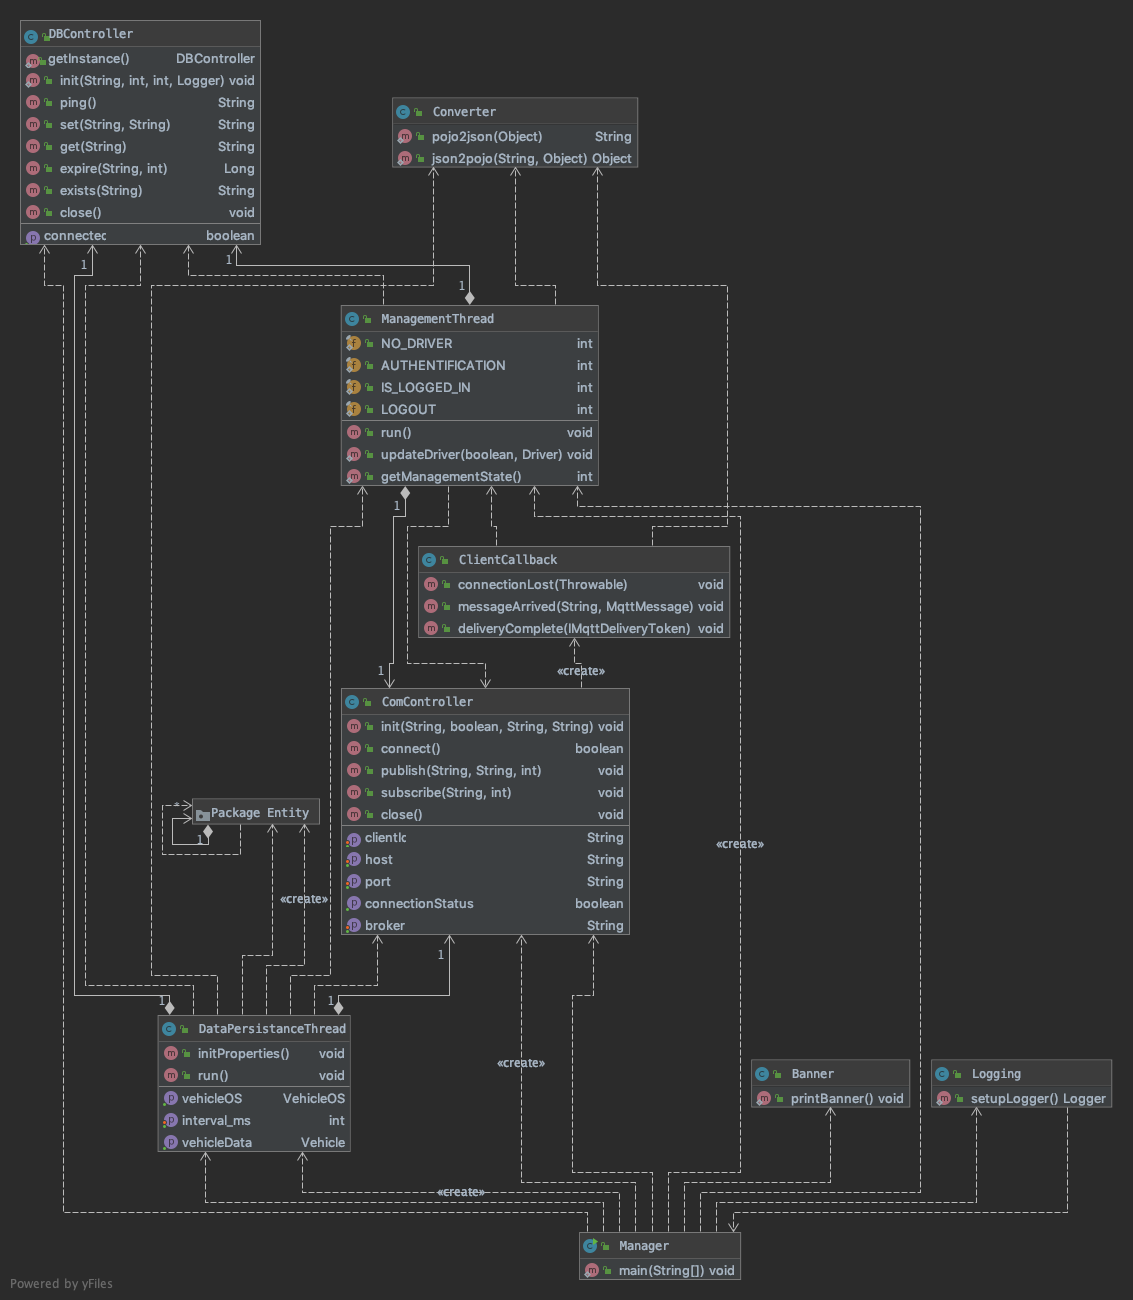 DBController
getInstance() DBController
init(String, int, int, Logger) void
ping() String
set(String, String) String
get(String) String
expire(String, int) Long
exists(String) String
close() void
connectec boolean
Converter
pojo2json(Object) String
json2pojo(String, Object) Object
1
1
1
ManagementThread
NO_DRIVER int
AUTHENTIFICATION int
IS_LOGGED_IN int
LOGOUT int
run() void
updateDriver(boolean, Driver) void
getManagementState() int
1
ClientCallback
connectionLost(Throwable) void
messageArrived(String, MqttMessage) void
deliveryComplete(IMqttDeliveryToken) void
1
«create»
ComController
init(String, boolean, String, String) void
connect() boolean
publish(String, String, int) void
subscribe(String, int) void
close() void
clientIc String
host String
port String
connectionStatus boolean
broker String
*
Package Entity
1
«create»
«create»
1
1
1
DataPersistanceThread
initProperties() void
run() void
vehicleOS VehicleOS
interval_ms int
vehicleData Vehicle
«create»
Banner
printBanner() void
Logging
setupLogger() Logger
«create»
Manager
main(String[]) void
Powered by yFiles